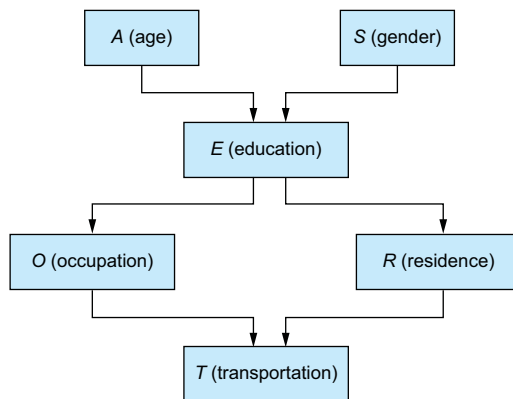 A (age)
S (gender)
E (education)
O (occupation)
R (residence)
T (transportation)